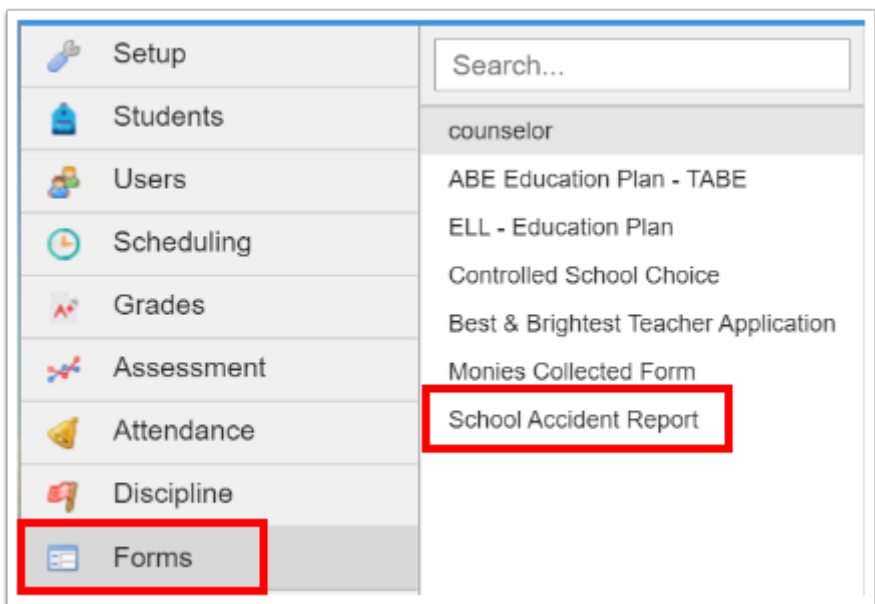 Setup
Students
Users
Scheduling
Grades
Assessment
Attendance
Discipline
Forms
Search...
counselor
ABE Education Plan - TABE
ELL - Education Plan
Controlled School Choice
Best & Brightest Teacher Application
Monies Collected Form
School Accident Report